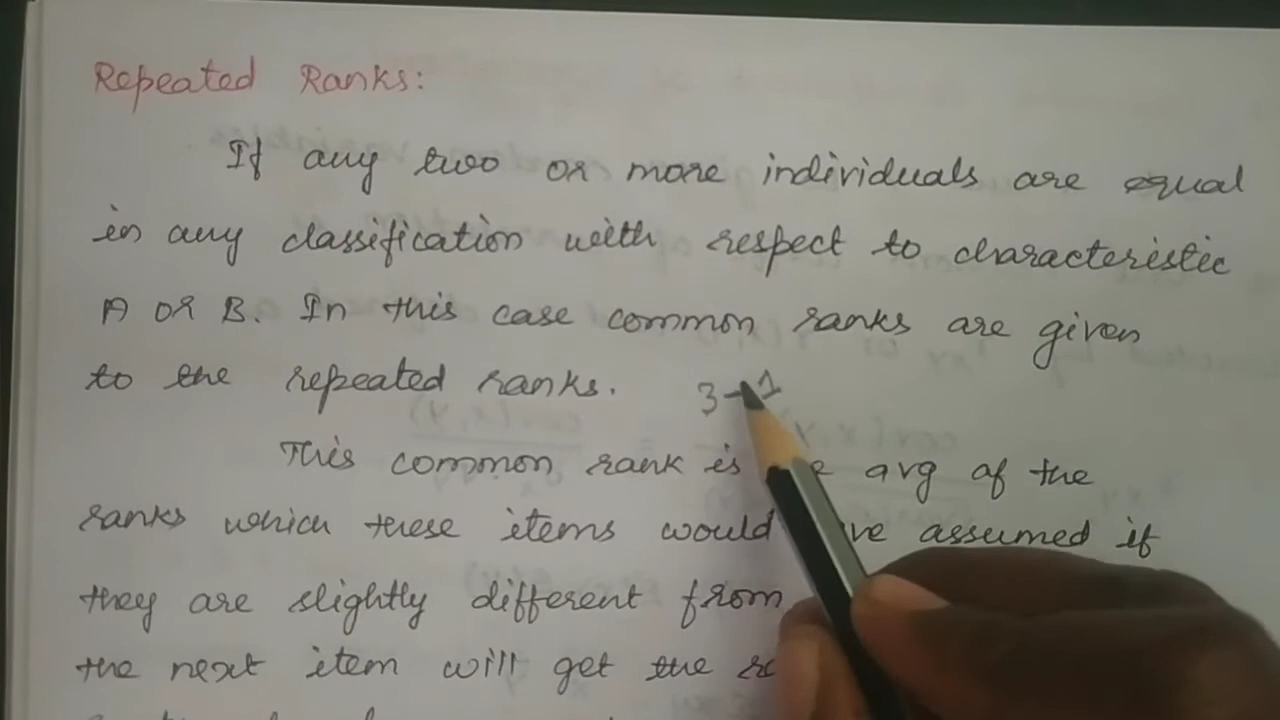 Repeated Ranks:
If any two or more individuals are equal
in any classification with respect to characteristic
A or B. In this case common ranks are given
to the repeated ranks. 3-1
This common rank is avg of the
ranks which these items would assumed if
they are slightly different from
the next item will get the